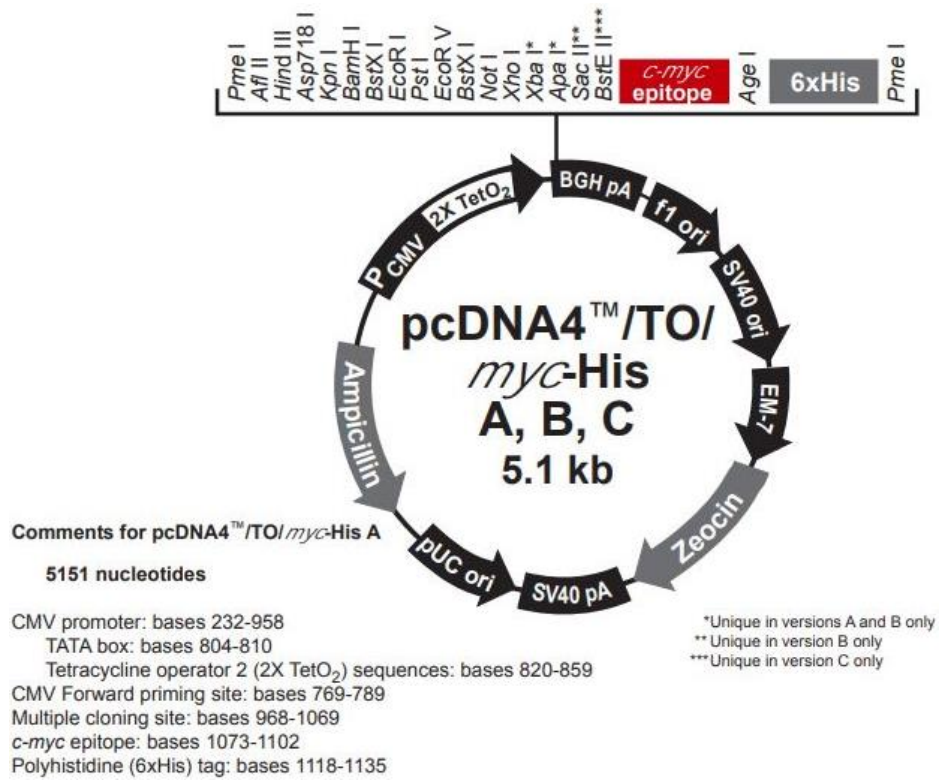 Pme I
Afl II
Hind III
Asp718 I
Kpn I
BamH I
BstX I
EcoR I
Pst I
EcoR V
BstX I
Not I
Xho I
Xba I*
Apa I*
Sac II**
BstE II***
c-myc
epitope
Age I
6xHis
Pme I
PCMV
2X TetO2
BGH pA
f1 ori
SV40 ori
EM-7
Zeocin
SV40 pA
pUC ori
Ampicillin
pcDNA4™/TO/
myc-His
A, B, C
5.1 kb
Comments for pcDNA4™/TO/myc-His A
5151 nucleotides
CMV promoter: bases 232-958
TATA box: bases 804-810
Tetracycline operator 2 (2X TetO2) sequences: bases 820-859
CMV Forward priming site: bases 769-789
Multiple cloning site: bases 968-1069
c-myc epitope: bases 1073-1102
Polyhistidine (6xHis) tag: bases 1118-1135
*Unique in versions A and B only
**Unique in version B only
***Unique in version C only